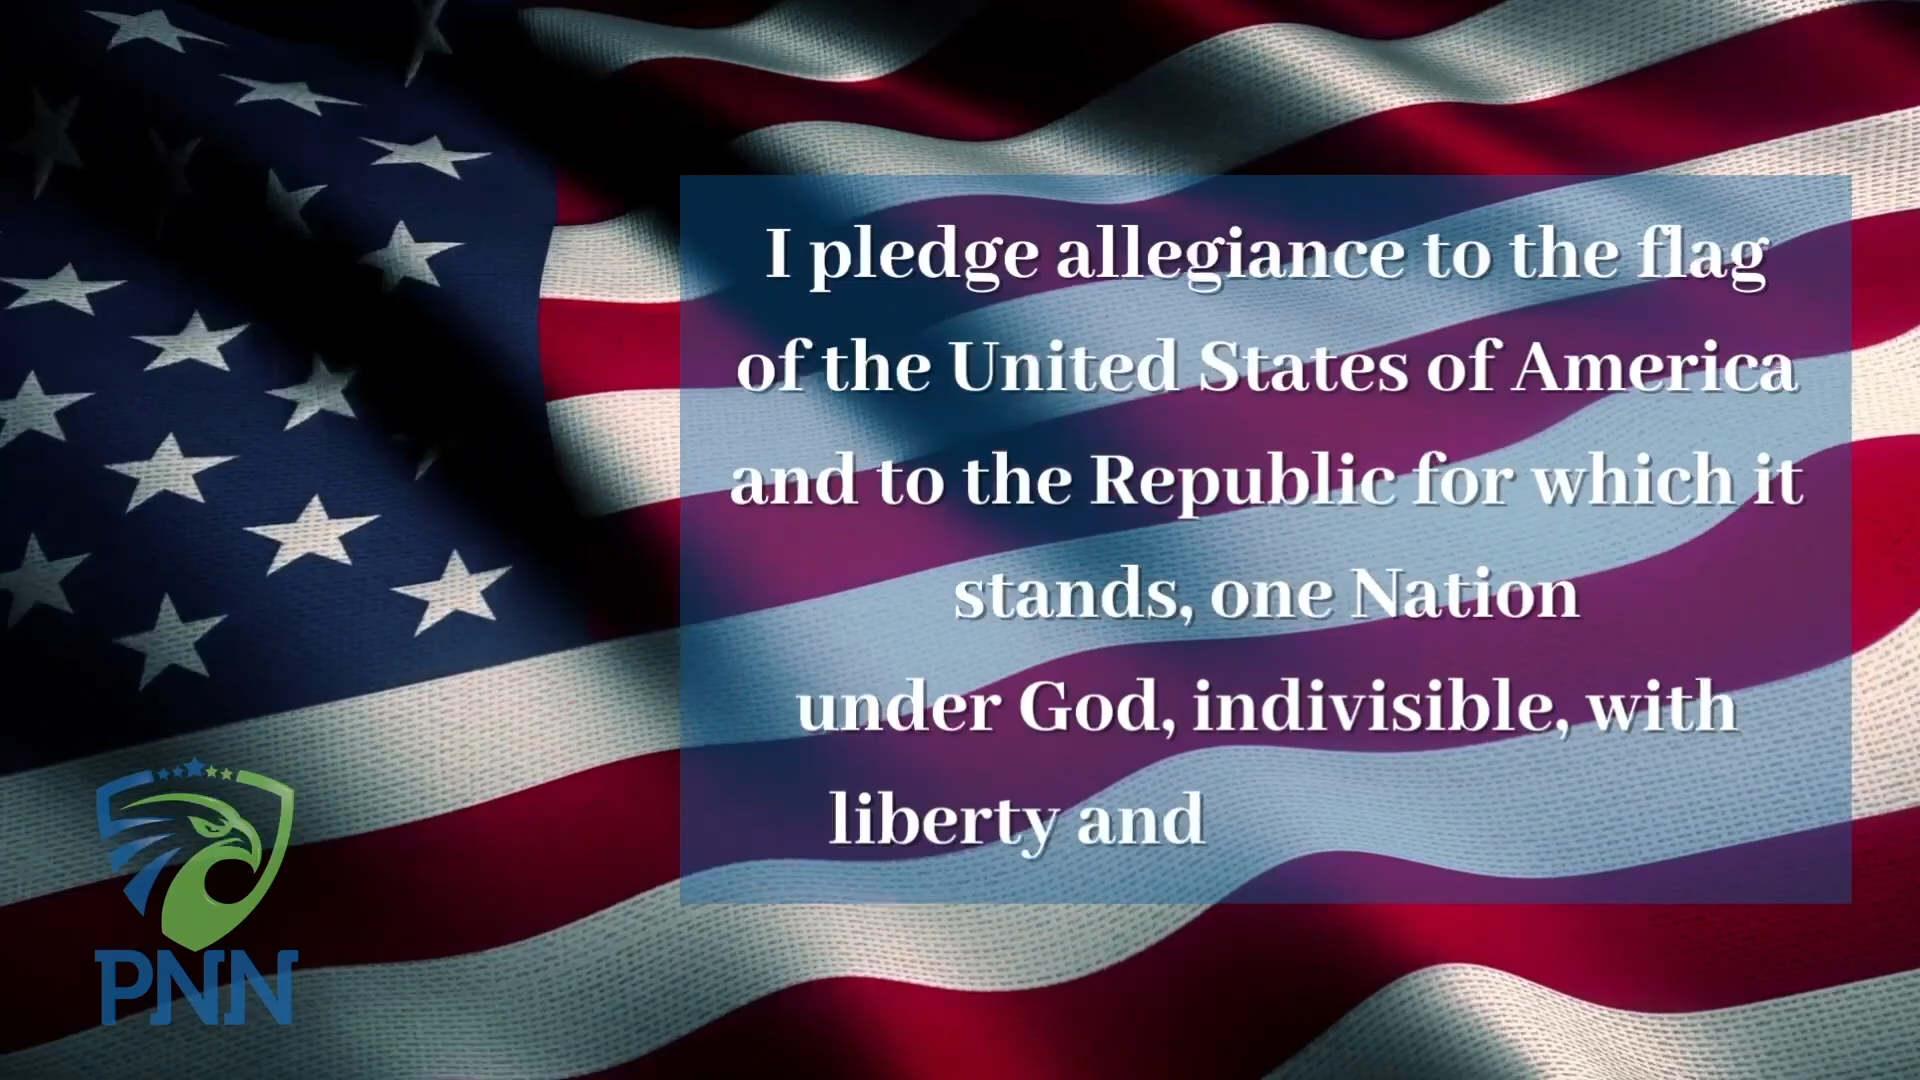 I pledge allegiance to the flag
of the United States of America
and to the Republic for which it
stands, one Nation
under God, indivisible, with
liberty and
PNN